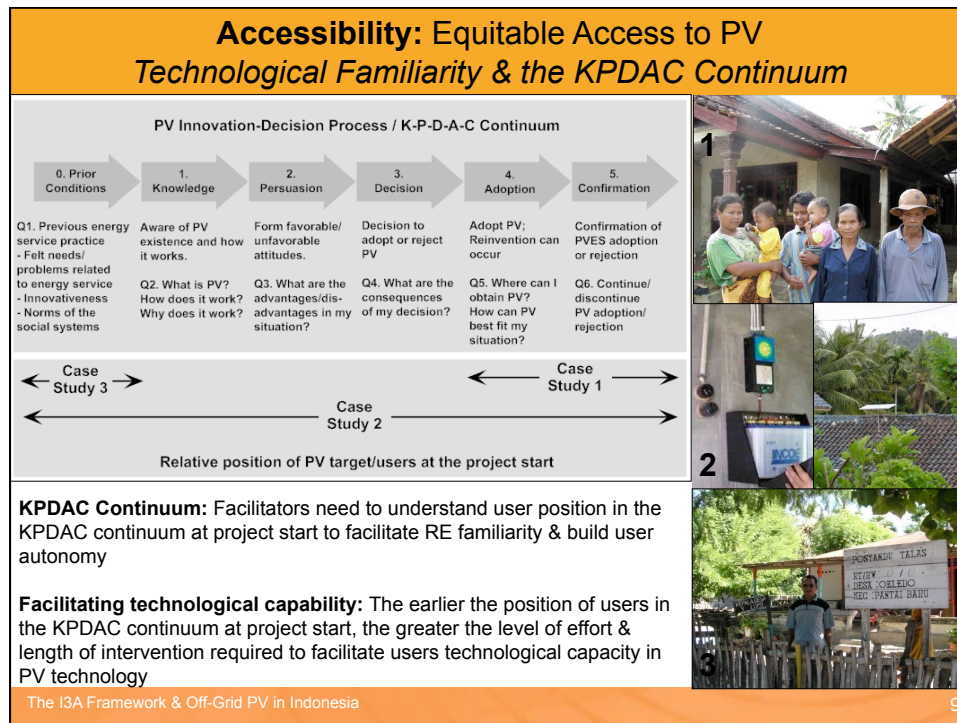 Accessibility: Equitable Access to PV
Technological Familiarity & the KPDAC Continuum
PV Innovation-Decision Process / K-P-D-A-C Continuum
0. Prior
Conditions
1.
Knowledge
2.
Persuasion
3.
Decision
4.
Adoption
5.
Confirmation
Q1. Previous energy
service practice
- Felt needs/
problems related
to energy service
- Innovativeness
- Norms of the
social systems
Aware of PV
existence and how
it works.
Q2. What is PV?
How does it work?
Why does it work?
Form favorable/
unfavorable
attitudes.
Q3. What are the
advantages/dis-
advantages in my
situation?
Decision to
adopt or reject
PV
Q4. What are the
consequences
of my decision?
Adopt PV;
Reinvention can
occur
Q5. Where can I
obtain PV?
How can PV
best fit my
situation?
Confirmation of
PVES adoption
or rejection
Q6. Continue/
discontinue
PV adoption/
rejection
Case
Study 3
Case
Study 1
Case
Study 2
Relative position of PV target/users at the project start
1
2
INCOE
3
POSYANDU TALAS
RT/RW
DESA : OELEDO
KEC : PANTAI BARU
KPDAC Continuum: Facilitators need to understand user position in the
KPDAC continuum at project start to facilitate RE familiarity & build user
autonomy
Facilitating technological capability: The earlier the position of users in
the KPDAC continuum at project start, the greater the level of effort &
length of intervention required to facilitate users technological capacity in
PV technology
The I3A Framework & Off-Grid PV in Indonesia
9